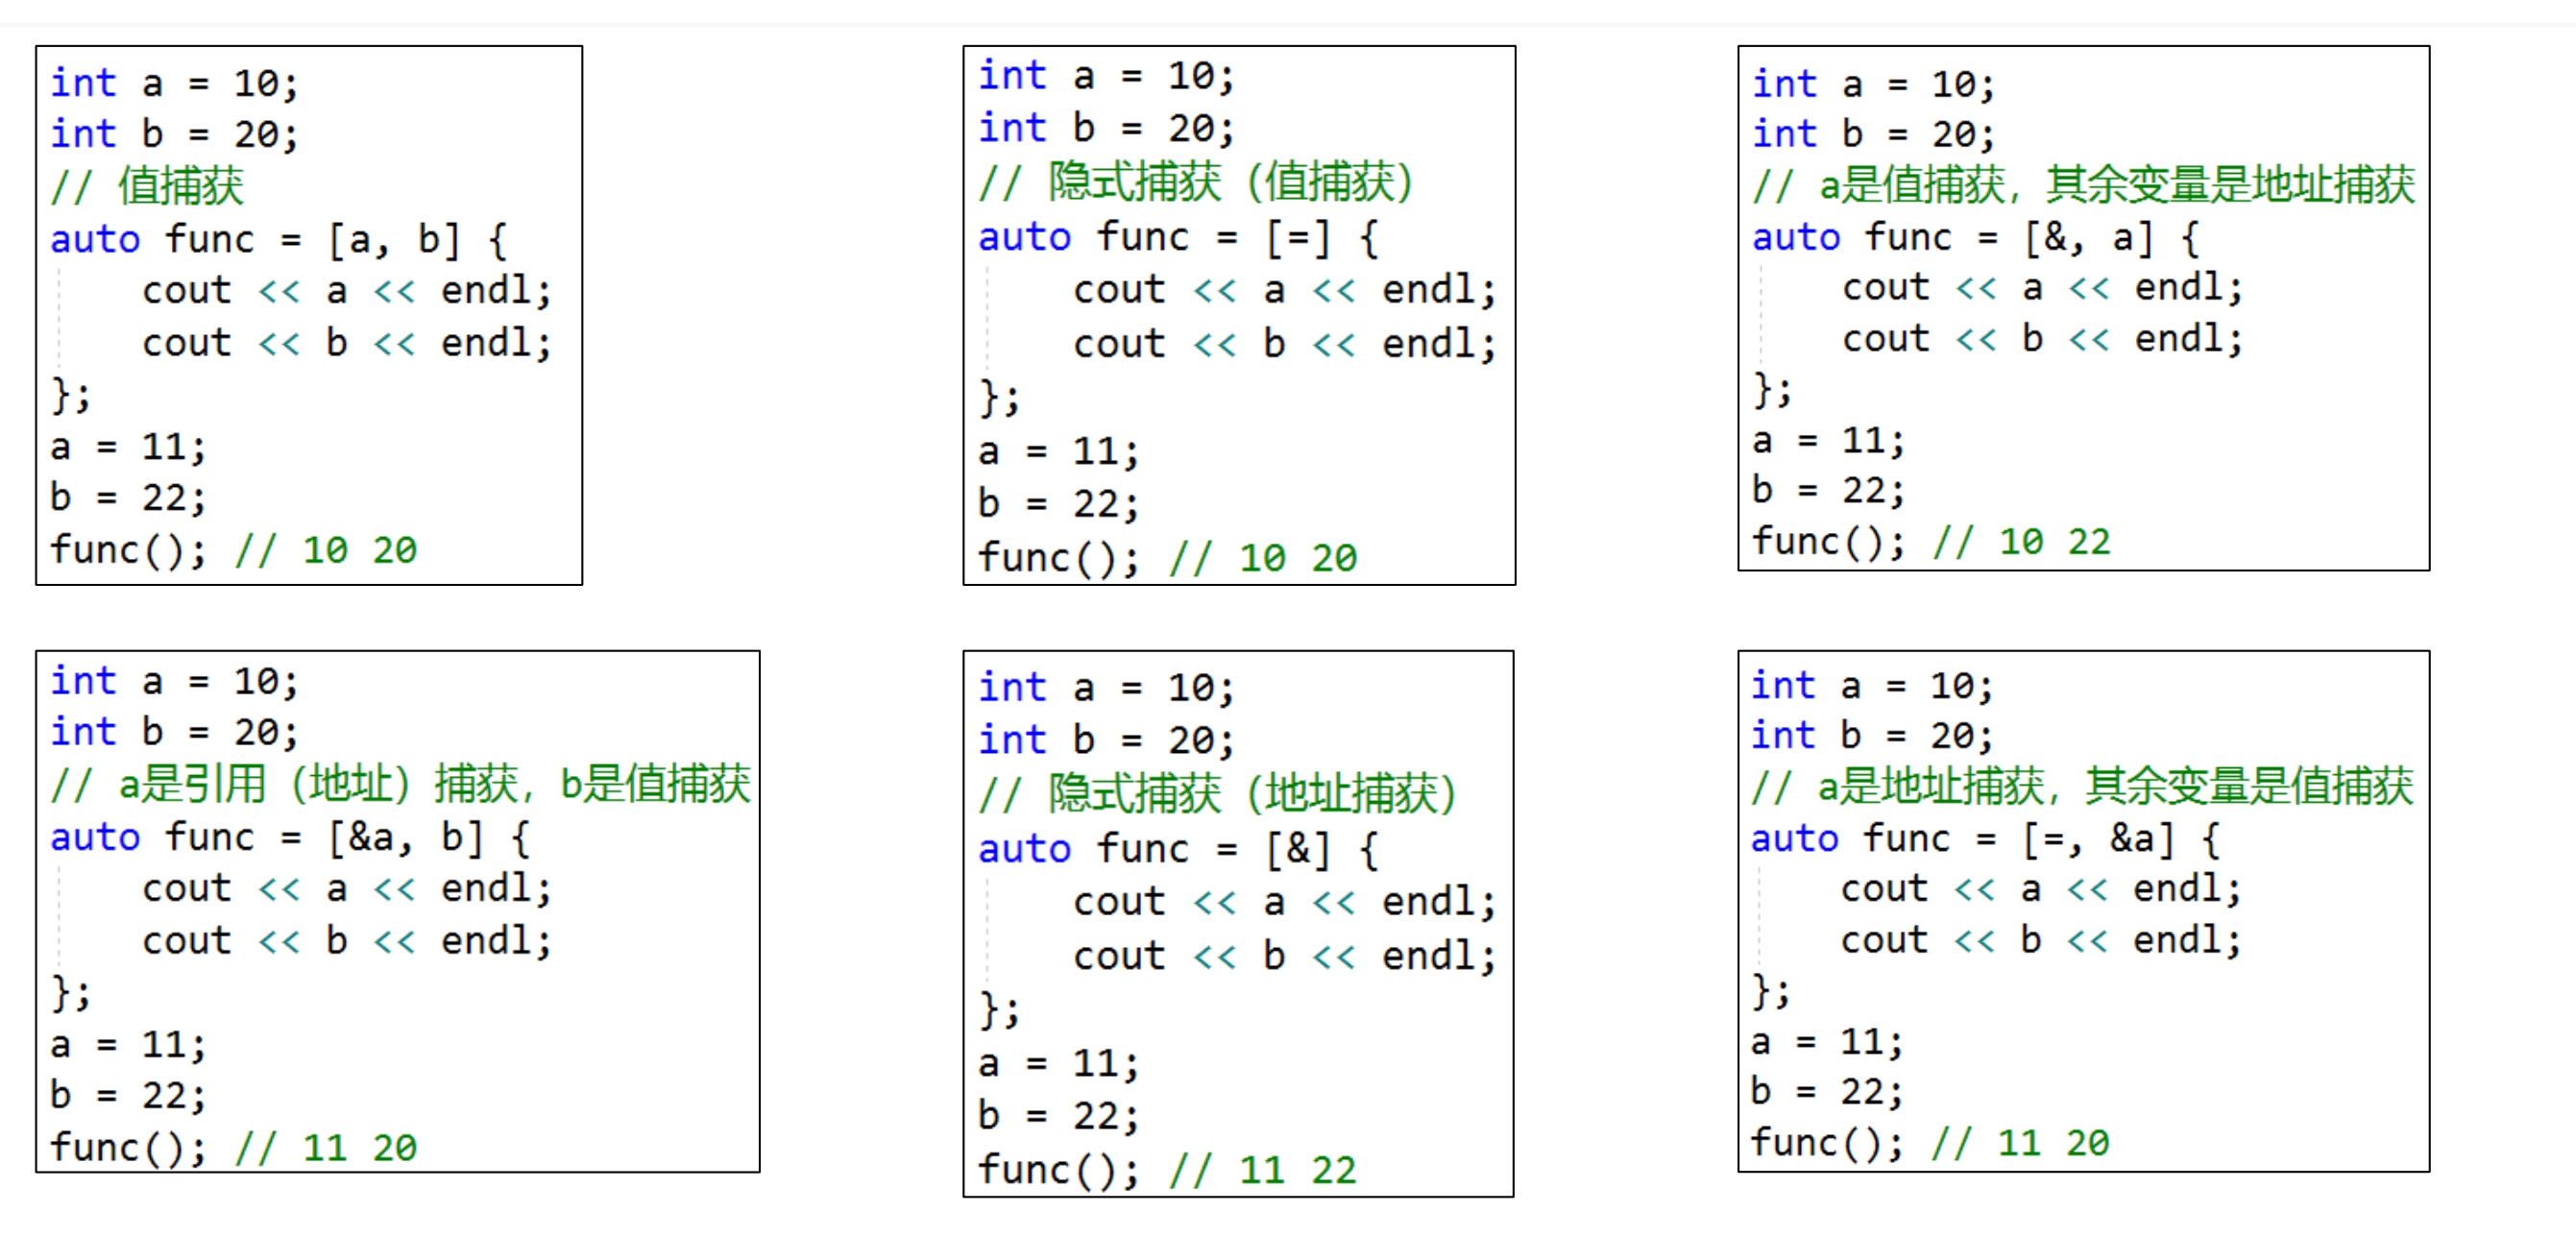 int a = 10;
int b = 20;
// 值捕获
auto func = [a, b] {
    cout << a << endl;
    cout << b << endl;
};
a = 11;
b = 22;
func(); // 10 20
int a = 10;
int b = 20;
// 隐式捕获（值捕获）
auto func = [=] {
    cout << a << endl;
    cout << b << endl;
};
a = 11;
b = 22;
func(); // 10 20
int a = 10;
int b = 20;
// a是值捕获，其余变量是地址捕获
auto func = [&, a] {
    cout << a << endl;
    cout << b << endl;
};
a = 11;
b = 22;
func(); // 10 22
int a = 10;
int b = 20;
// a是引用（地址）捕获，b是值捕获
auto func = [&a, b] {
    cout << a << endl;
    cout << b << endl;
};
a = 11;
b = 22;
func(); // 11 20
int a = 10;
int b = 20;
// 隐式捕获（地址捕获）
auto func = [&] {
    cout << a << endl;
    cout << b << endl;
};
a = 11;
b = 22;
func(); // 11 22
int a = 10;
int b = 20;
// a是地址捕获，其余变量是值捕获
auto func = [=, &a] {
    cout << a << endl;
    cout << b << endl;
};
a = 11;
b = 22;
func(); // 11 20